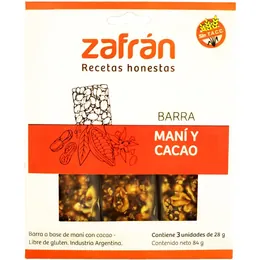 zafrán
Recetas honestas
SIN T.A.C.C.
BARRA
MANÍ Y
CACAO
Barra a base de maní con cacao -
Libre de gluten. Industria Argentina.
Contiene 3 unidades de 28 g
Contenido neto 84 g